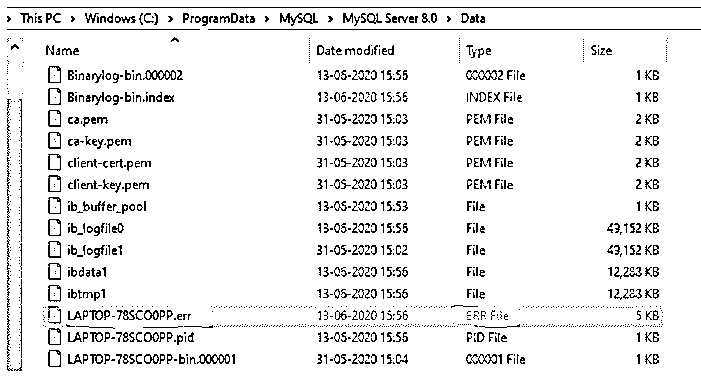 This PC > Windows (C:) > ProgramData > MySQL > MySQL Server 8.0 > Data
Name Date modified Type Size
Binarylog-bin.000002 13-06-2020 15:56 000002 File 1 KB
Binarylog-bin.index 13-06-2020 15:56 INDEX File 1 KB
ca.pem 31-05-2020 15:03 PEM File 2 KB
ca-key.pem 31-05-2020 15:03 PEM File 2 KB
client-cert.pem 31-05-2020 15:03 PEM File 2 KB
client-key.pem 31-05-2020 15:03 PEM File 2 KB
ib_buffer_pool 13-06-2020 15:53 File 1 KB
ib_logfile0 13-06-2020 15:56 File 49,152 KB
ib_logfile1 31-05-2020 15:02 File 49,152 KB
ibdata1 13-06-2020 15:56 File 12,288 KB
ibtmp1 13-06-2020 15:56 File 12,288 KB
LAPTOP-78SCO0PP.err 13-06-2020 15:56 ERR File 5 KB
LAPTOP-78SCO0PP.pid 13-06-2020 15:56 PID File 1 KB
LAPTOP-78SCO0PP-bin.000001 31-05-2020 15:04 000001 File 1 KB